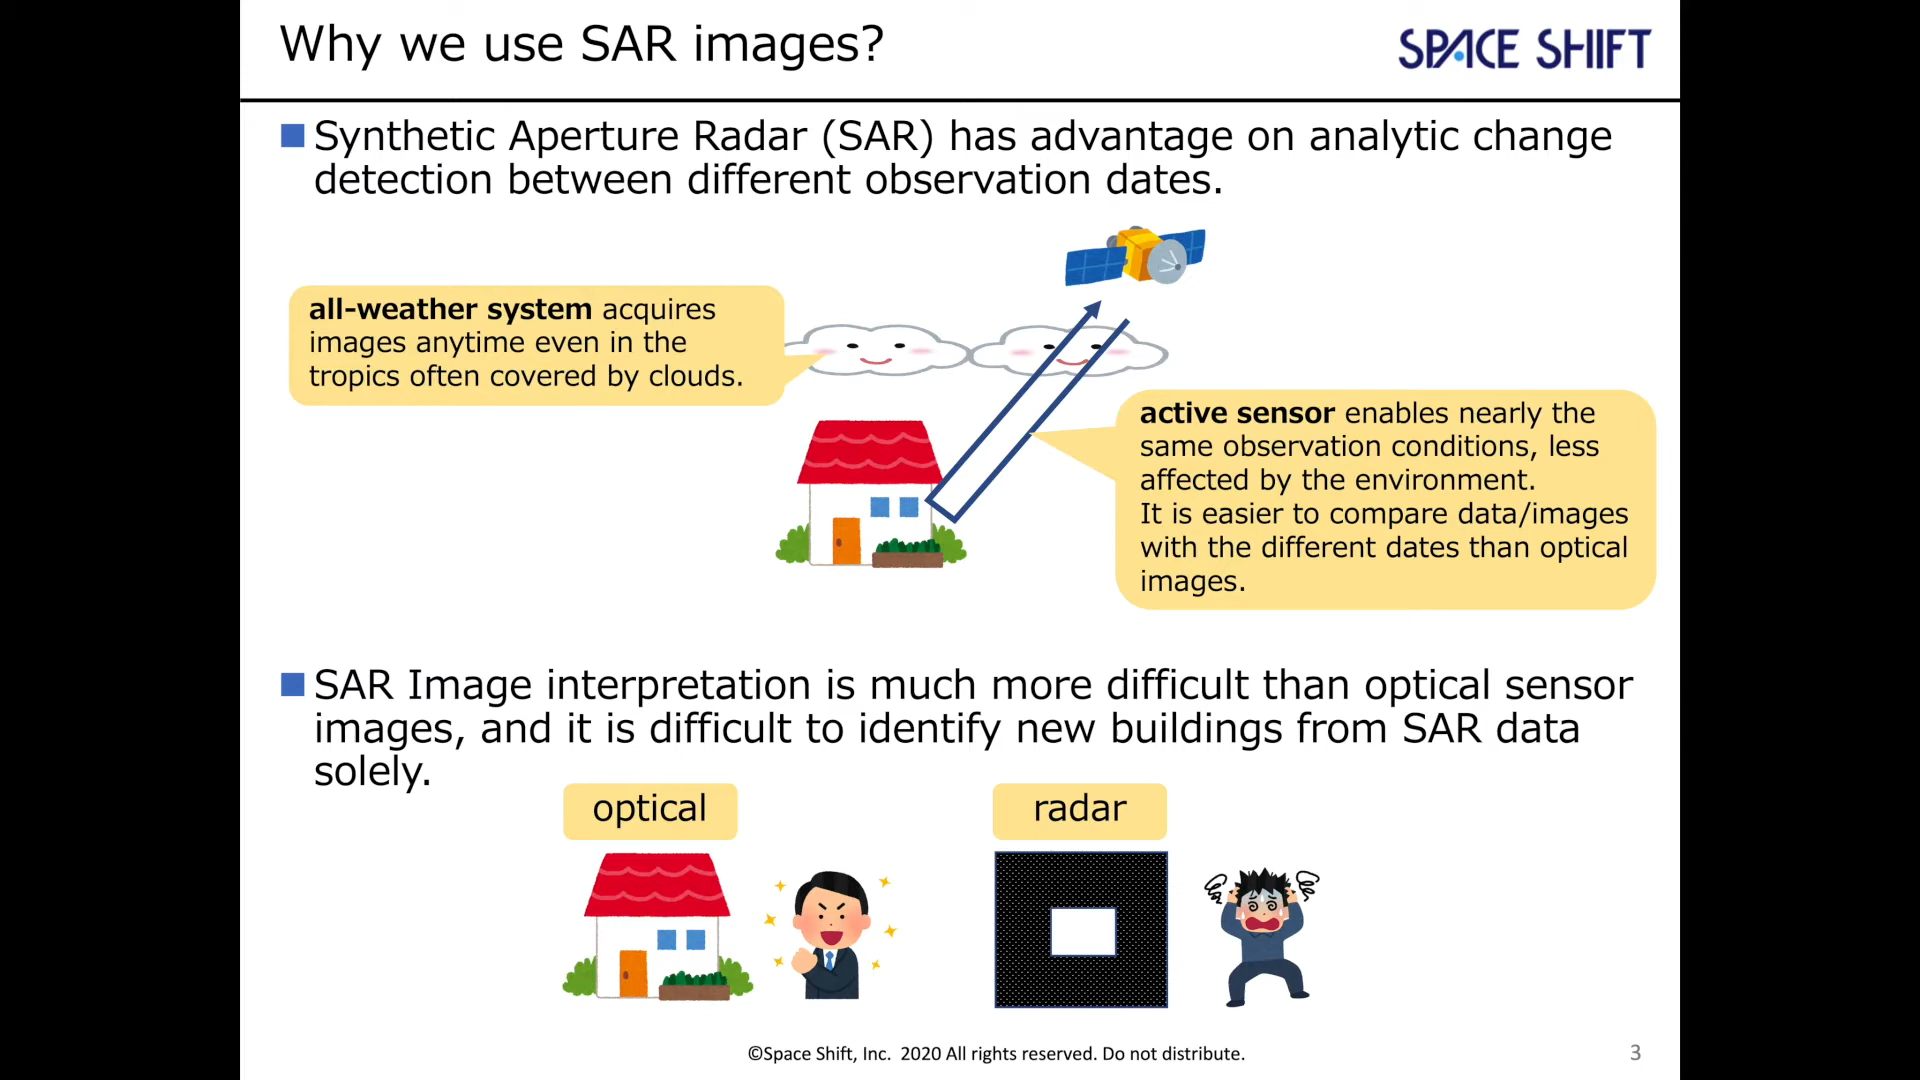 Why we use SAR images?
SPACE SHIFT
Synthetic Aperture Radar (SAR) has advantage on analytic change
detection between different observation dates.
all-weather system acquires
images anytime even in the
tropics often covered by clouds.
active sensor enables nearly the
same observation conditions, less
affected by the environment.
It is easier to compare data/images
with the different dates than optical
images.
SAR Image interpretation is much more difficult than optical sensor
images, and it is difficult to identify new buildings from SAR data
solely.
optical
radar
©Space Shift, Inc. 2020 All rights reserved. Do not distribute.
3